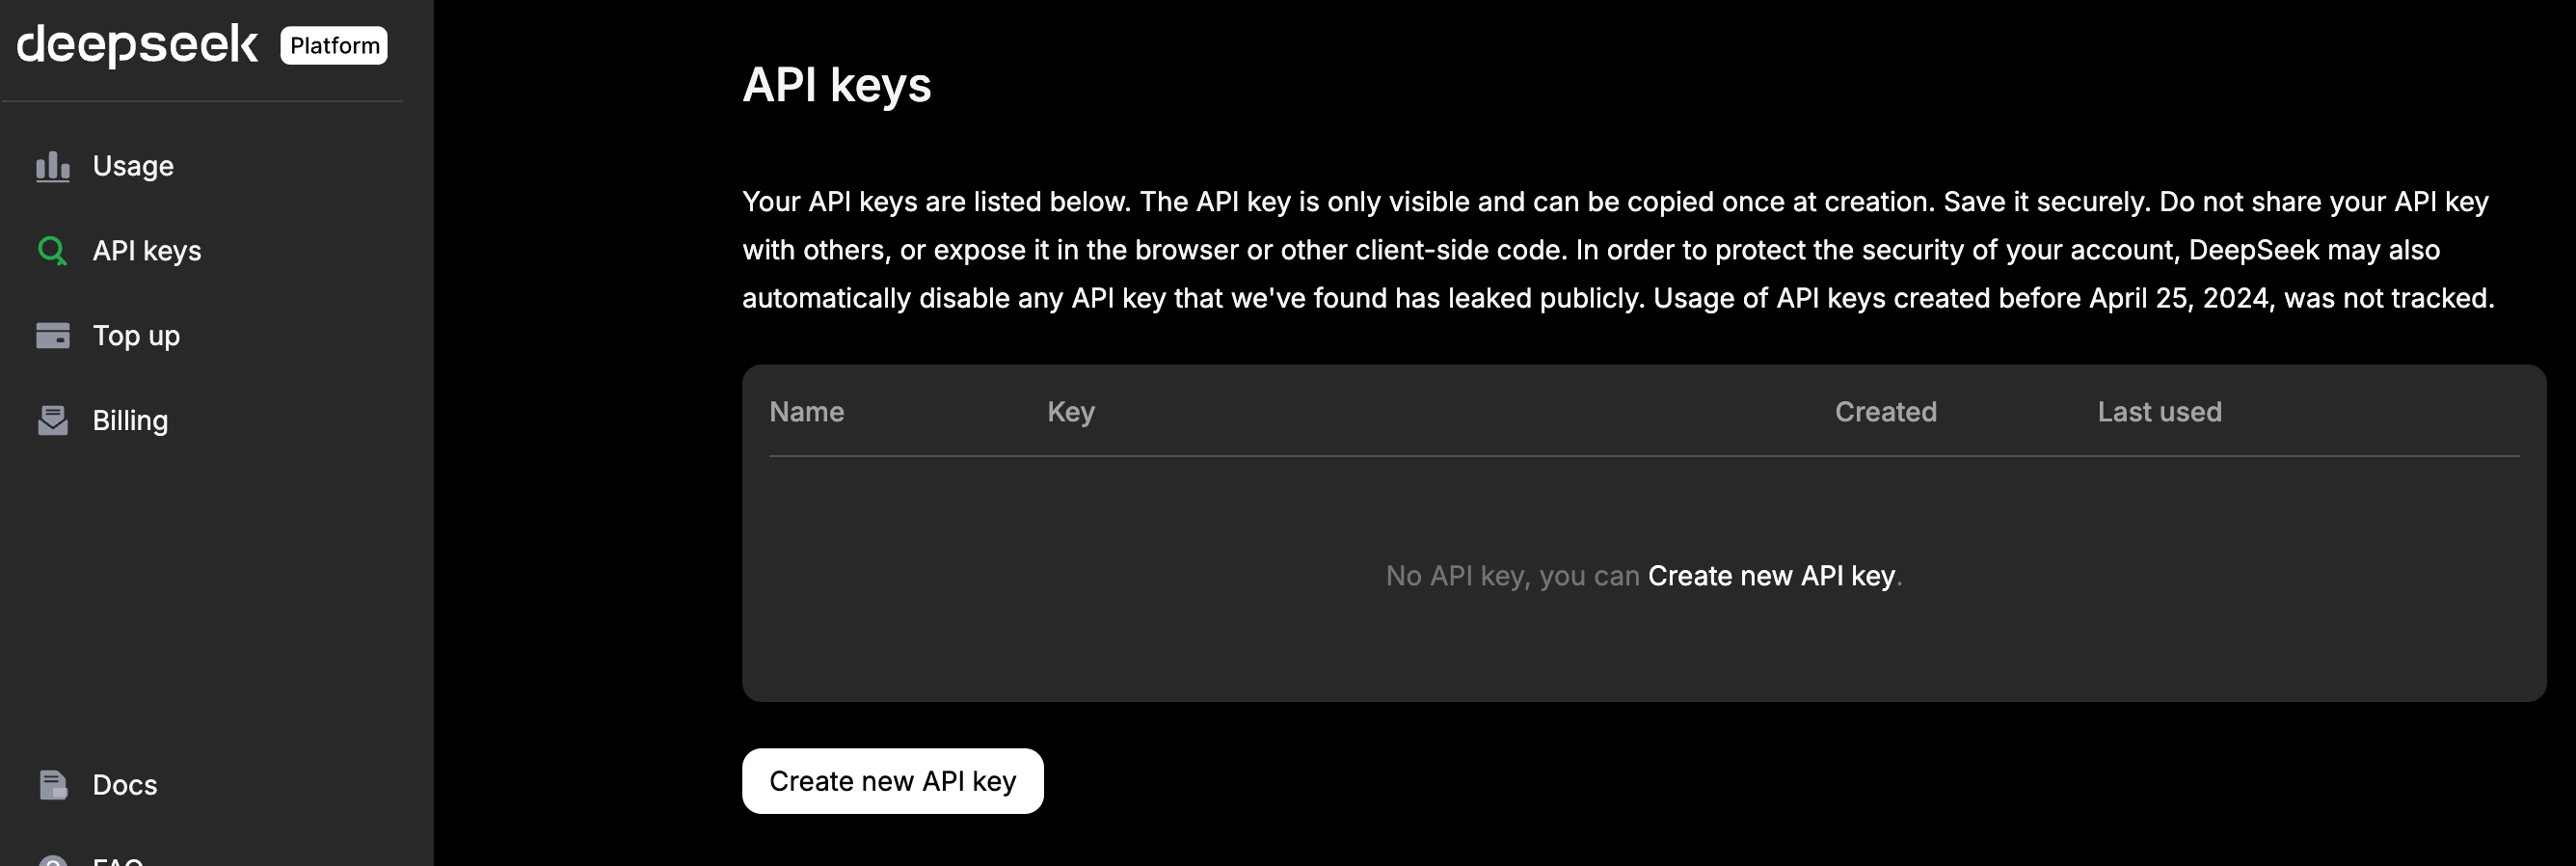 deepseek Platform
Usage
API keys
Top up
Billing
Docs
FAQ
API keys
Your API keys are listed below. The API key is only visible and can be copied once at creation. Save it securely. Do not share your API key
with others, or expose it in the browser or other client-side code. In order to protect the security of your account, DeepSeek may also
automatically disable any API key that we've found has leaked publicly. Usage of API keys created before April 25, 2024, was not tracked.
Name Key Created Last used
No API key, you can Create new API key.
Create new API key